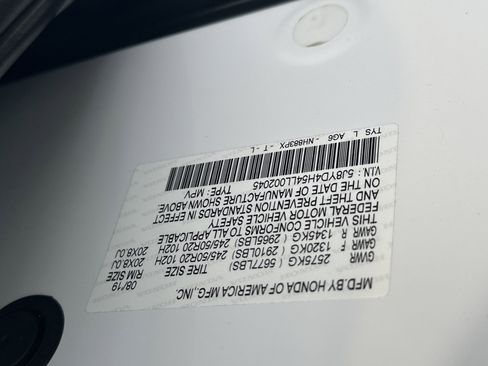 MFD.BY HONDA OF AMERICA MFG.,INC. 08/19
GVWR 2575KG ( 5677LBS) TIRE SIZE RIM SIZE
GAWR F 1320KG ( 2910LBS) 245/50R20 102H 20X8.0J
GAWR R 1345KG ( 2965LBS) 245/50R20 102H 20X8.0J
THIS VEHICLE CONFORMS TO ALL APPLICABLE
FEDERAL MOTOR VEHICLE SAFETY
AND THEFT PREVENTION STANDARDS IN EFFECT
ON THE DATE OF MANUFACTURE SHOWN ABOVE
VIN: 5J8YD4H54LL002045 TYPE: MPV
TYS L AG6 - NH883PX - T - L